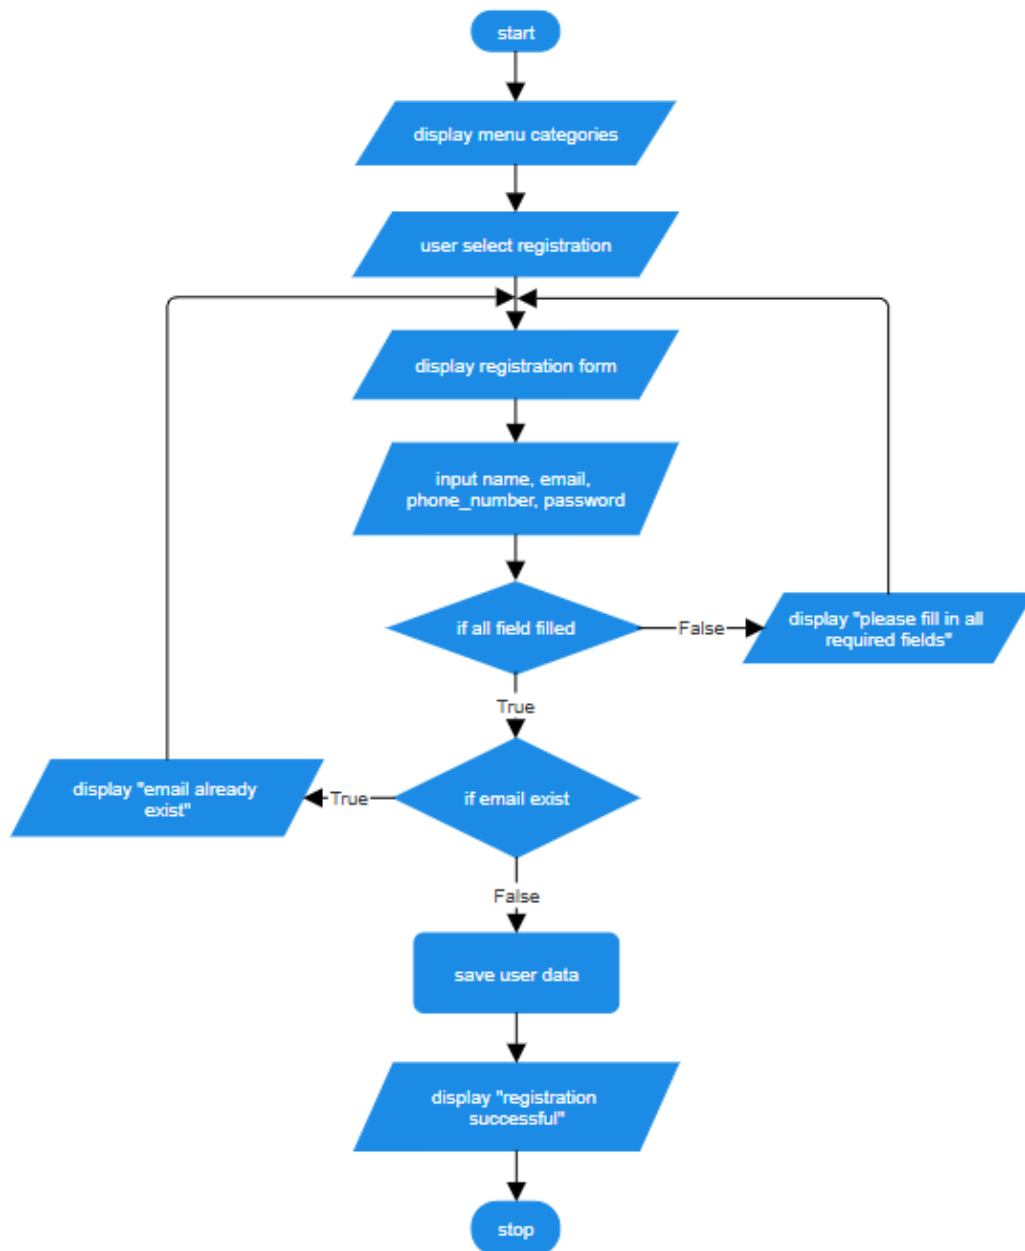 start
display menu categories
user select registration
display registration form
input name, email,
phone_number, password
if all field filled
False
display "please fill in all
required fields"
True
if email exist
True
display "email already
exist"
False
save user data
display "registration
successful"
stop